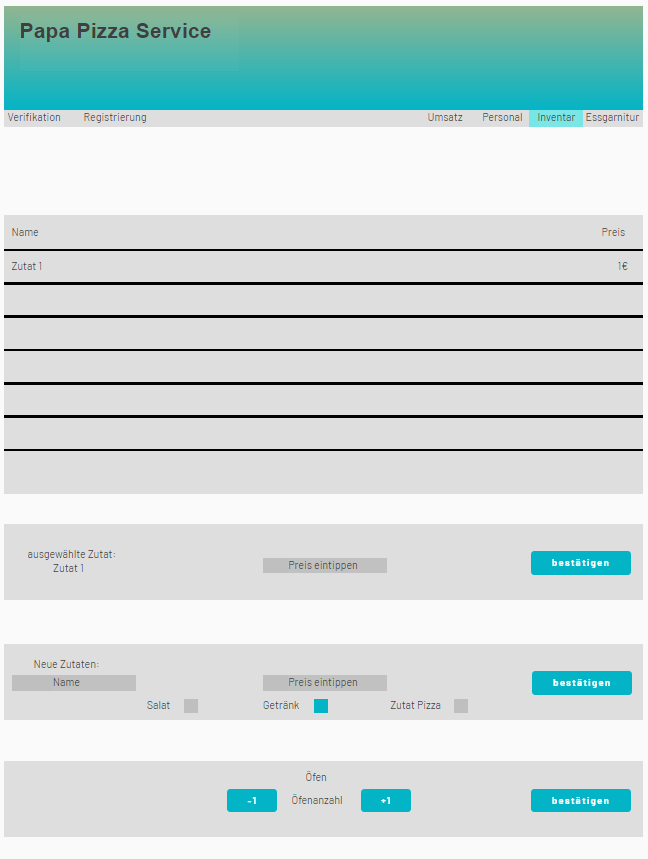 Papa Pizza Service
Verifikation Registrierung Umsatz Personal Inventar Essgarnitur
Name Preis
Zutat 1 1€
ausgewählte Zutat:
Zutat 1
Preis eintippen
bestätigen
Neue Zutaten:
Name Preis eintippen bestätigen
Salat Getränk Zutat Pizza
Öfen
-1 Öfenanzahl +1 bestätigen